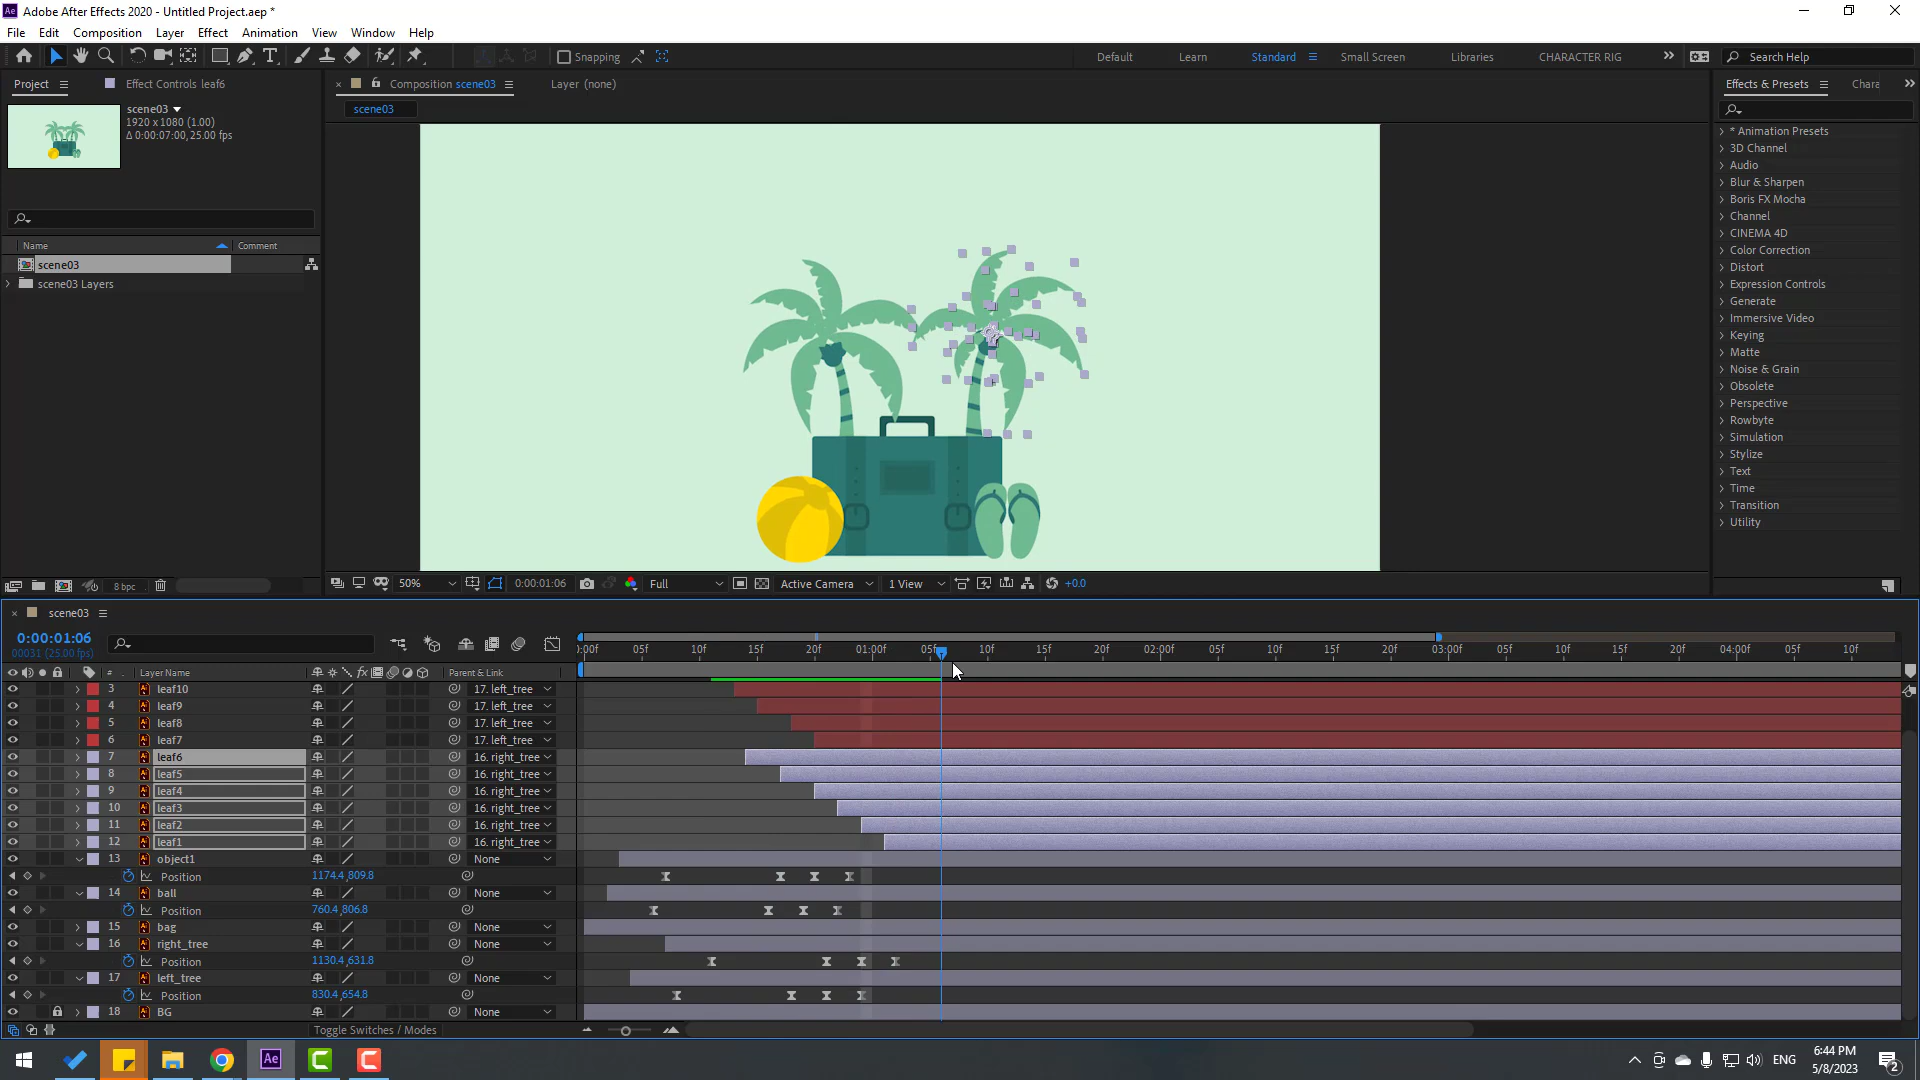 Adobe After Effects 2020 - Untitled Project.aep *
File Edit Composition Layer Effect Animation View Window Help
Snapping Default Learn Standard Small Screen Libraries CHARACTER RIG Search Help
Project Effect Controls leaf6 Composition scene03 Layer (none) Effects & Presets Chara
scene03
1920 x 1080 (1.00)
Δ 0:00:07:00, 25.00 fps
scene03
Name Comment
scene03
scene03 Layers
* Animation Presets
3D Channel
Audio
Blur & Sharpen
Boris FX Mocha
Channel
CINEMA 4D
Color Correction
Distort
Expression Controls
Generate
Immersive Video
Keying
Matte
Noise & Grain
Obsolete
Perspective
Rowbyte
Simulation
Stylize
Text
Time
Transition
Utility
8 bpc 50% 0:00:01:06 Full Active Camera 1 View +0.0
scene03
0:00:01:06
00031 (25.00 fps)
:00f 05f 10f 15f 20f 01:00f 05f 10f 15f 20f 02:00f 05f 10f 15f 20f 03:00f 05f 10f 15f 20f 04:00f 05f 10f
# Layer Name fx Parent & Link
3 leaf10 17. left_tree
4 leaf9 17. left_tree
5 leaf8 17. left_tree
6 leaf7 17. left_tree
7 leaf6 16. right_tree
8 leaf5 16. right_tree
9 leaf4 16. right_tree
10 leaf3 16. right_tree
11 leaf2 16. right_tree
12 leaf1 16. right_tree
13 object1 None
Position 1174.4,809.8
14 ball None
Position 760.4,806.8
15 bag None
16 right_tree None
Position 1130.4,631.8
17 left_tree None
Position 830.4,654.8
18 BG None
Toggle Switches / Modes
ENG
6:44 PM
5/8/2023
2